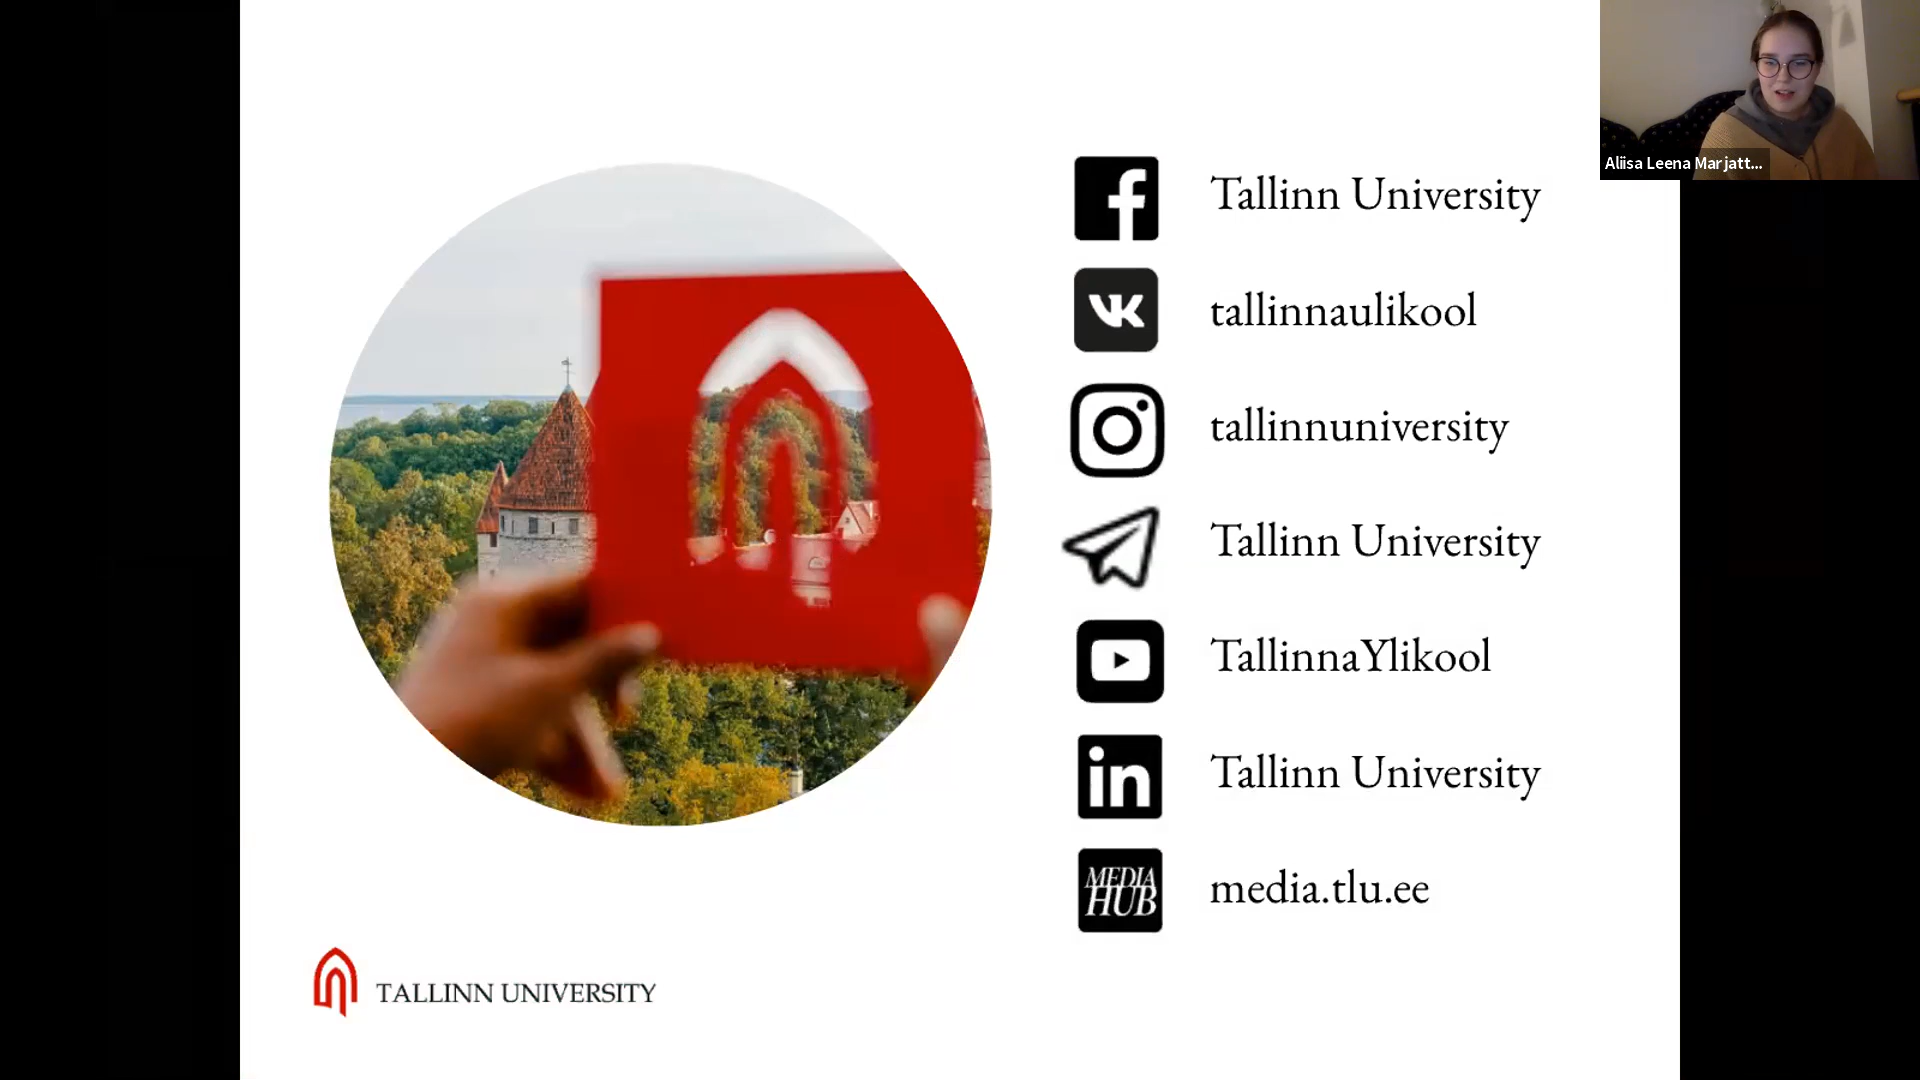 Aliisa Leena Marjatt...
Tallinn University
tallinnaulikool
tallinnuniversity
Tallinn University
TallinnaYlikool
in
Tallinn University
MEDIA
HUB
media.tlu.ee
TALLINN UNIVERSITY